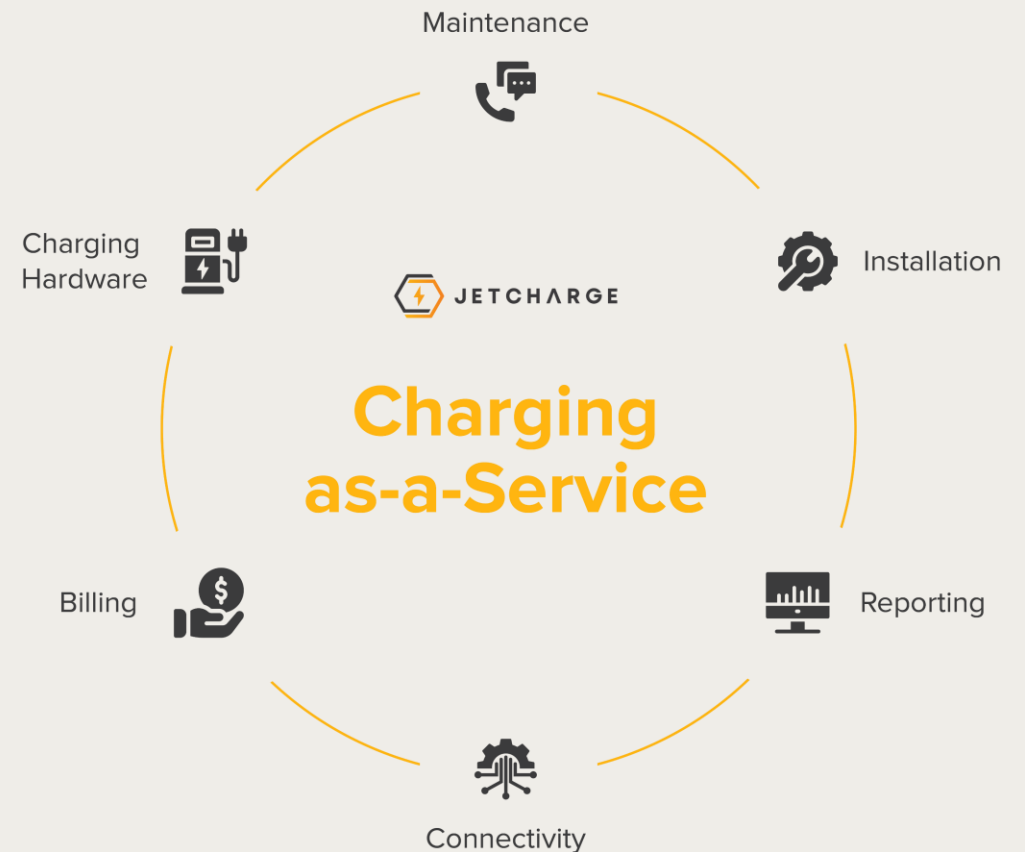 Maintenance
Charging
Hardware
Installation
JETCHARGE
Charging
as-a-Service
Billing
$
Reporting
Connectivity